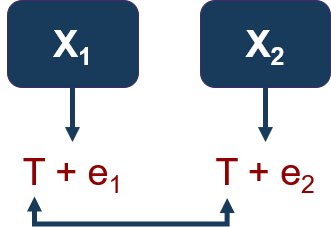 X₁ X₂
T + e₁ T + e₂